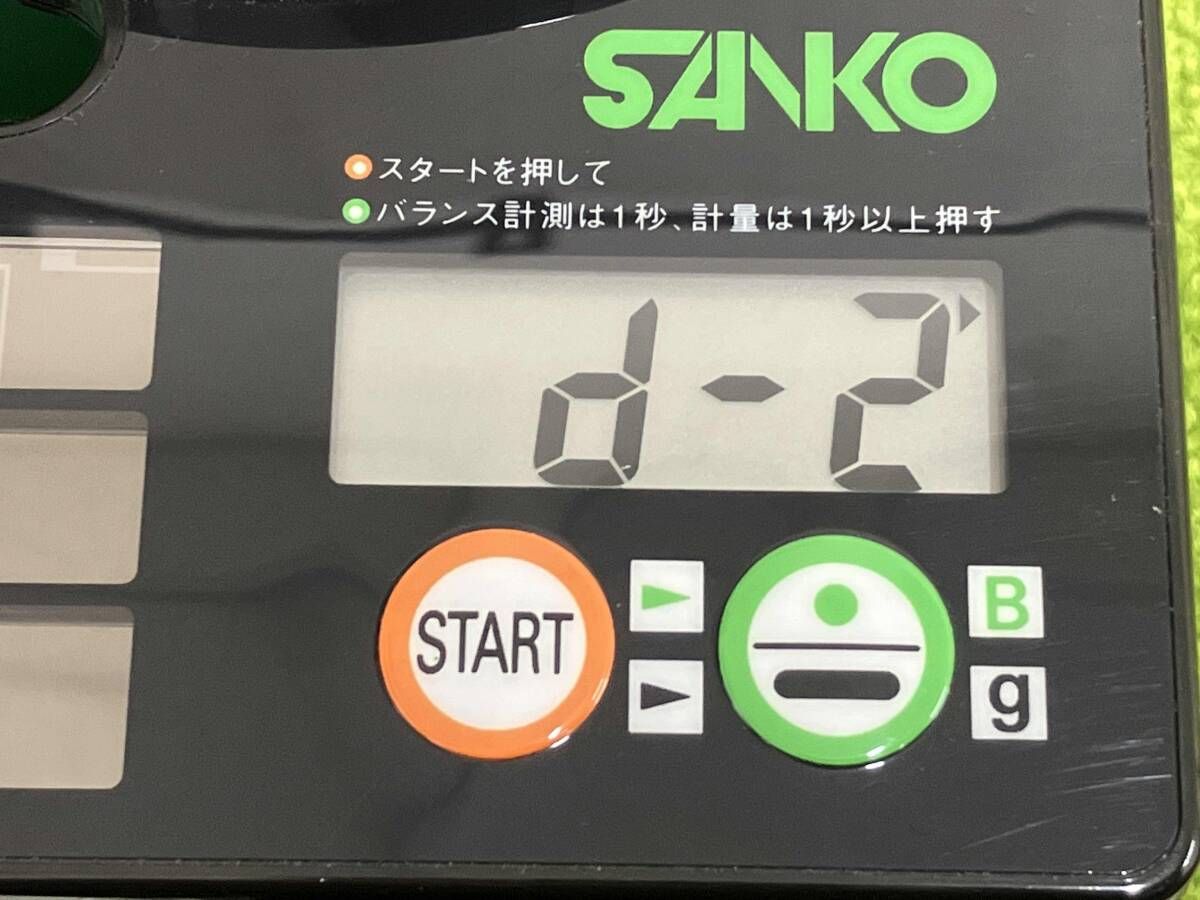 SANKO
スタートを押して
バランス計測は1秒、計量は1秒以上押す
d-2
START
B
g